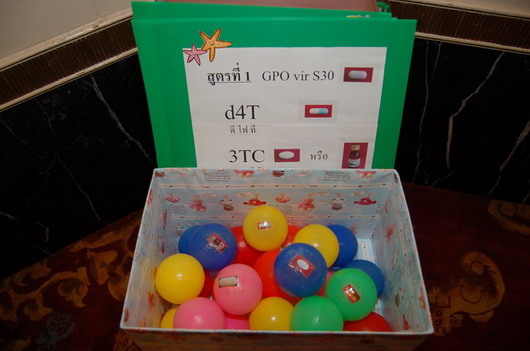 สูตรที่ 1 GPO vir S30
d4T
ดี โฟ ที
3TC หรือ